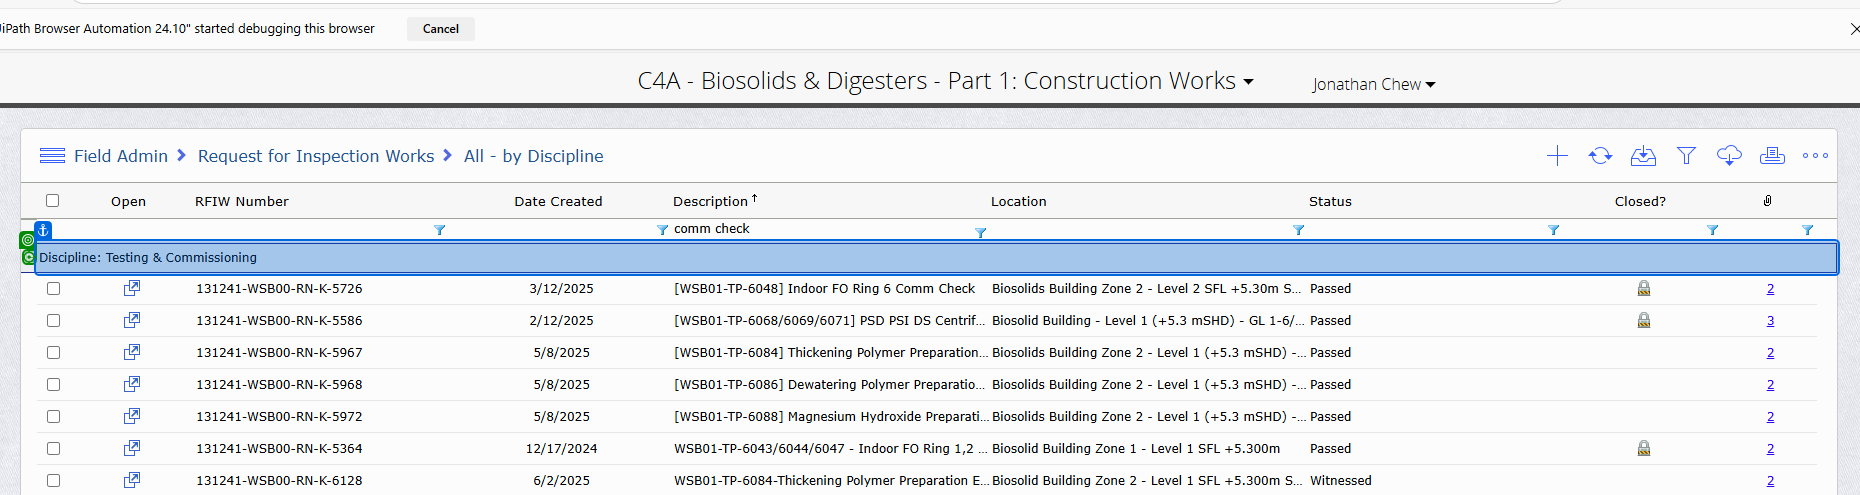 UiPath Browser Automation 24.10" started debugging this browser Cancel
C4A - Biosolids & Digesters - Part 1: Construction Works Jonathan Chew
Field Admin Request for Inspection Works All - by Discipline
Open RFIW Number Date Created Description Location Status Closed?
comm check
Discipline: Testing & Commissioning
131241-WSB00-RN-K-5726 3/12/2025 [WSB01-TP-6048] Indoor FO Ring 6 Comm Check Biosolids Building Zone 2 - Level 2 SFL +5.30m S... Passed 2
131241-WSB00-RN-K-5586 2/12/2025 [WSB01-TP-6068/6069/6071] PSD PSI DS Centrif... Biosolid Building - Level 1 (+5.3 mSHD) - GL 1-6/... Passed 3
131241-WSB00-RN-K-5967 5/8/2025 [WSB01-TP-6084] Thickening Polymer Preparation... Biosolids Building Zone 2 - Level 1 (+5.3 mSHD) -... Passed 2
131241-WSB00-RN-K-5968 5/8/2025 [WSB01-TP-6086] Dewatering Polymer Preparatio... Biosolids Building Zone 2 - Level 1 (+5.3 mSHD) -... Passed 2
131241-WSB00-RN-K-5972 5/8/2025 [WSB01-TP-6088] Magnesium Hydroxide Preparati... Biosolids Building Zone 2 - Level 1 (+5.3 mSHD) -... Passed 2
131241-WSB00-RN-K-5364 12/17/2024 WSB01-TP-6043/6044/6047 - Indoor FO Ring 1,2 ... Biosolids Building Zone 1 - Level 1 SFL +5.300m Passed 2
131241-WSB00-RN-K-6128 6/2/2025 WSB01-TP-6084-Thickening Polymer Preparation E... Biosolids Building Zone 2 - Level 1 SFL +5.300m S... Witnessed 2